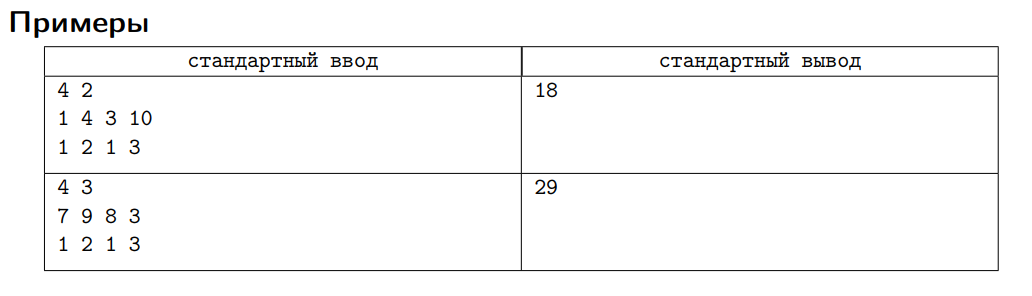 Примеры
стандартный ввод стандартный вывод
4 2 18
1 4 3 10
1 2 1 3
4 3 29
7 9 8 3
1 2 1 3